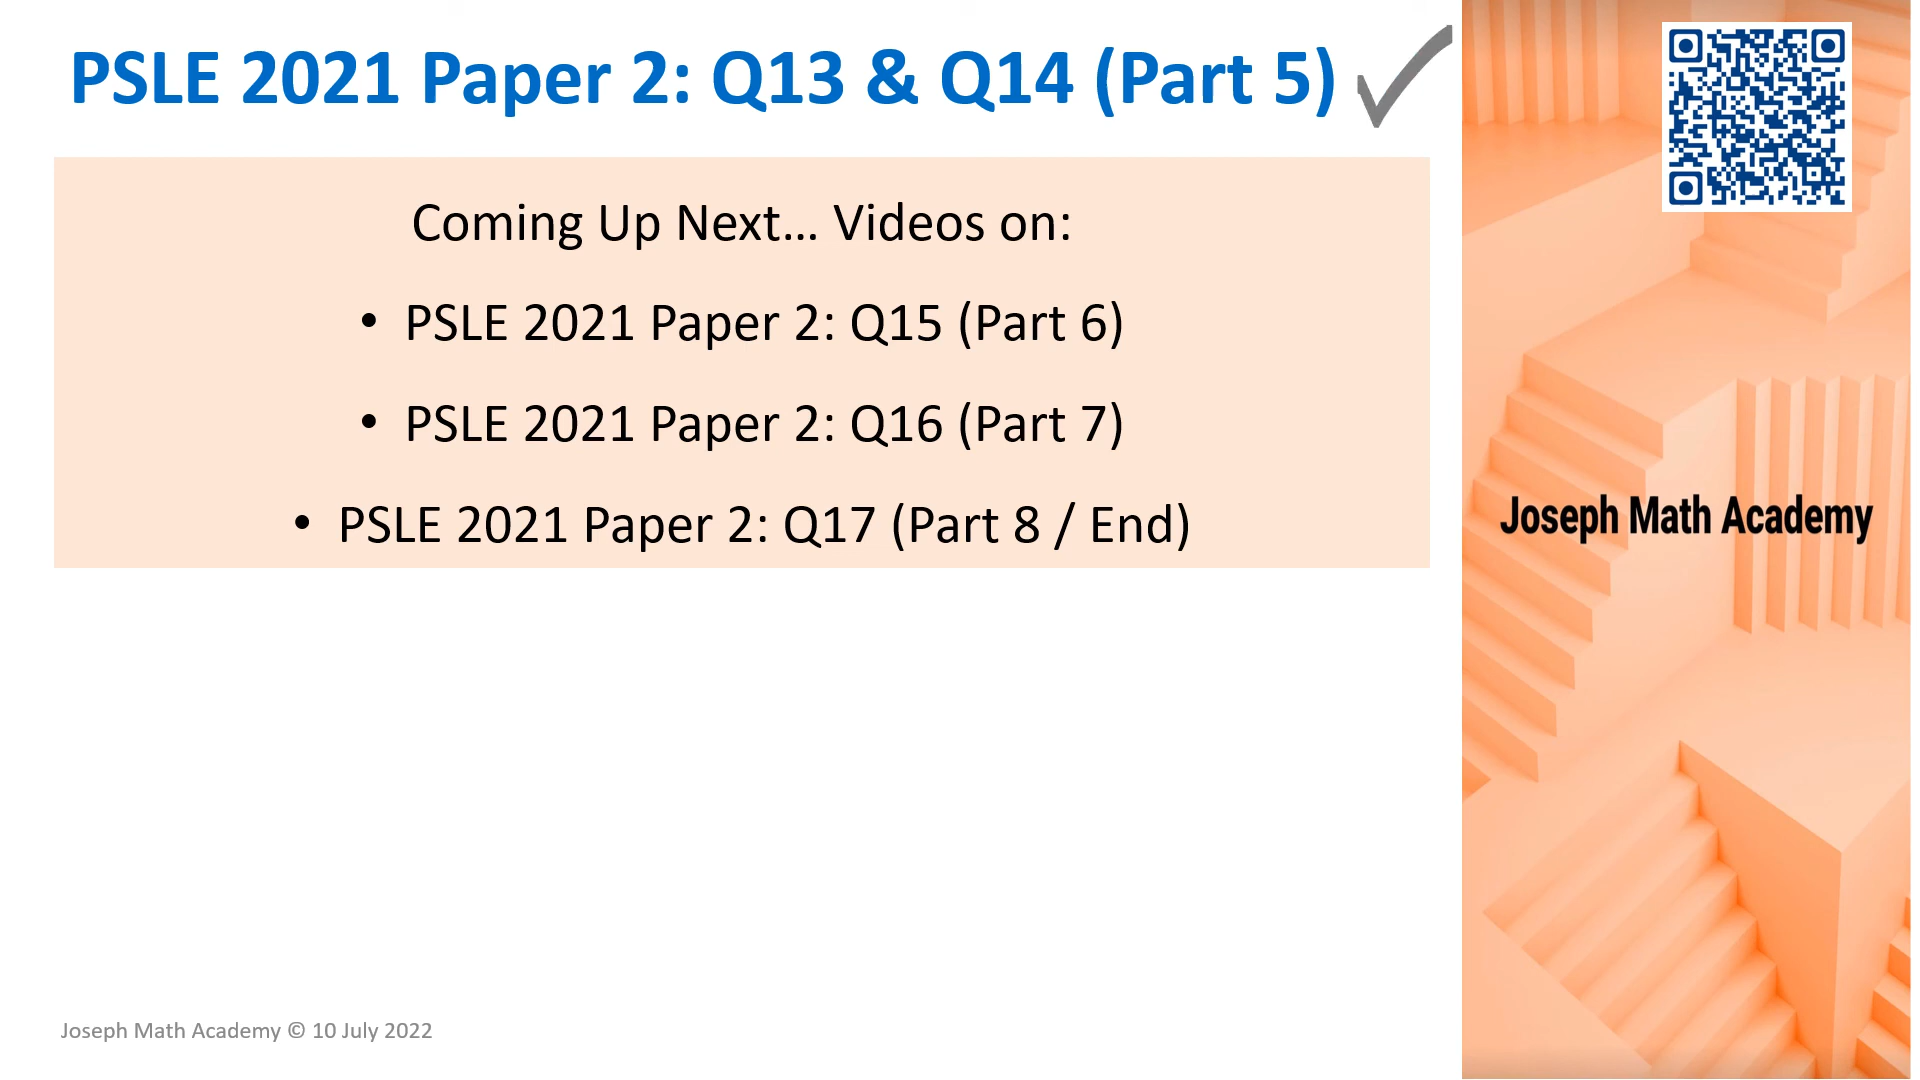 PSLE 2021 Paper 2: Q13 & Q14 (Part 5)
Coming Up Next... Videos on:
• PSLE 2021 Paper 2: Q15 (Part 6)
• PSLE 2021 Paper 2: Q16 (Part 7)
• PSLE 2021 Paper 2: Q17 (Part 8 / End)
Joseph Math Academy
Joseph Math Academy © 10 July 2022